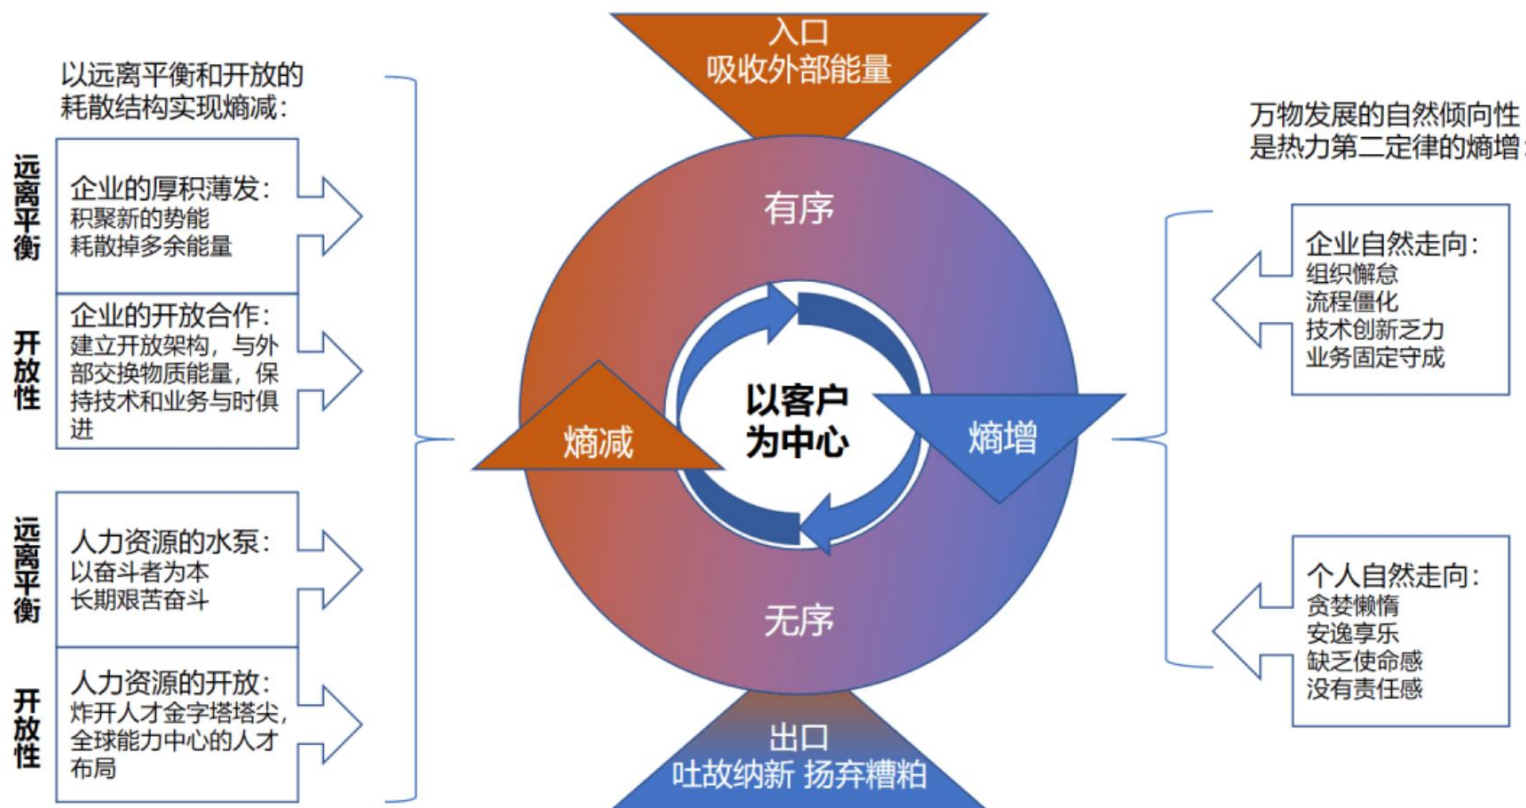 入口
吸收外部能量
以远离平衡和开放的
耗散结构实现熵减：
远离平衡
企业的厚积薄发：
积聚新的势能
耗散掉多余能量
开放性
企业的开放合作：
建立开放架构，与外
部交换物质能量，保
持技术和业务与时俱
进
远离平衡
人力资源的水泵：
以奋斗者为本
长期艰苦奋斗
开放性
人力资源的开放：
炸开人才金字塔塔尖，
全球能力中心的人才
布局
有序
熵减
以客户
为中心
熵增
无序
出口
吐故纳新 扬弃糟粕
万物发展的自然倾向性
是热力第二定律的熵增：
企业自然走向：
组织懈怠
流程僵化
技术创新乏力
业务固定守成
个人自然走向：
贪婪懒惰
安逸享乐
缺乏使命感
没有责任感